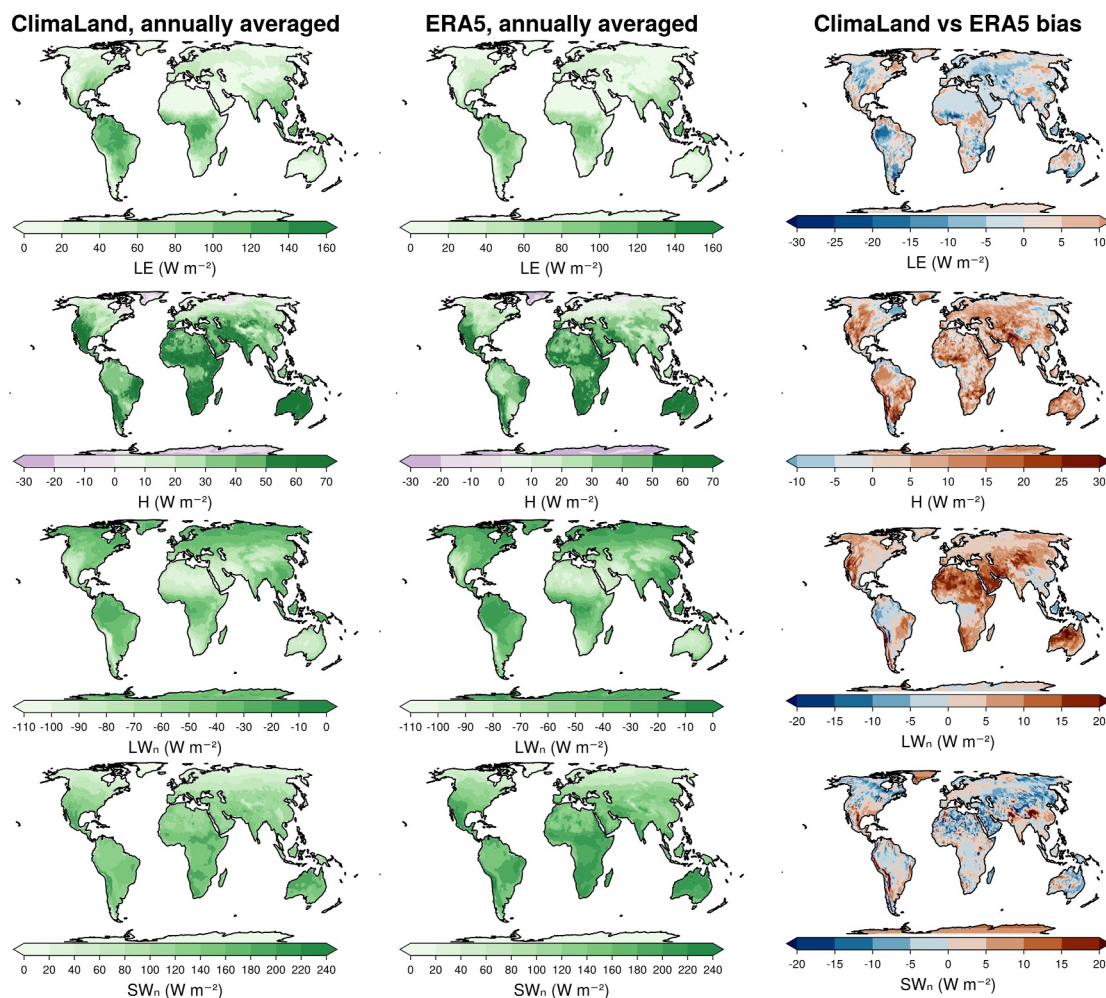 ClimaLand, annually averaged
ERA5, annually averaged
ClimaLand vs ERA5 bias
0 20 40 60 80 100 120 140 160
LE (W m⁻²)
0 20 40 60 80 100 120 140 160
LE (W m⁻²)
-30 -25 -20 -15 -10 -5 0 5 10
LE (W m⁻²)
-30 -20 -10 0 10 20 30 40 50 60 70
H (W m⁻²)
-30 -20 -10 0 10 20 30 40 50 60 70
H (W m⁻²)
-10 -5 0 5 10 15 20 25 30
H (W m⁻²)
-110 -100 -90 -80 -70 -60 -50 -40 -30 -20 -10 0
LWₙ (W m⁻²)
-110 -100 -90 -80 -70 -60 -50 -40 -30 -20 -10 0
LWₙ (W m⁻²)
-20 -15 -10 -5 0 5 10 15 20
LWₙ (W m⁻²)
0 20 40 60 80 100 120 140 160 180 200 220 240
SWₙ (W m⁻²)
0 20 40 60 80 100 120 140 160 180 200 220 240
SWₙ (W m⁻²)
-20 -15 -10 -5 0 5 10 15 20
SWₙ (W m⁻²)